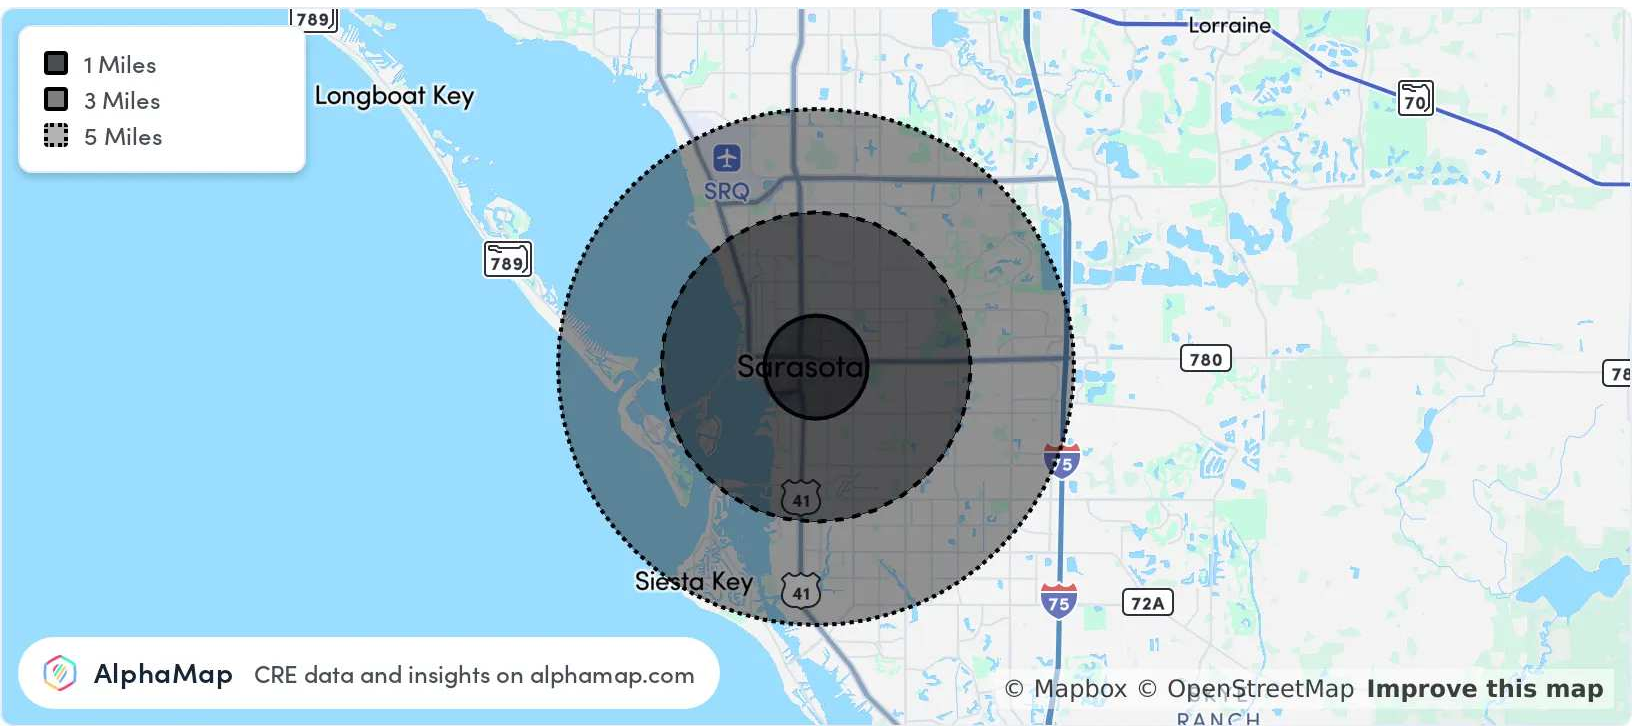 789
Lorraine
1 Miles
3 Miles
5 Miles
Longboat Key
70
SRQ
789
Sarasota
780
78
75
41
Siesta Key
41
75
72A
AlphaMap CRE data and insights on alphamap.com
© Mapbox © OpenStreetMap Improve this map
RANCH